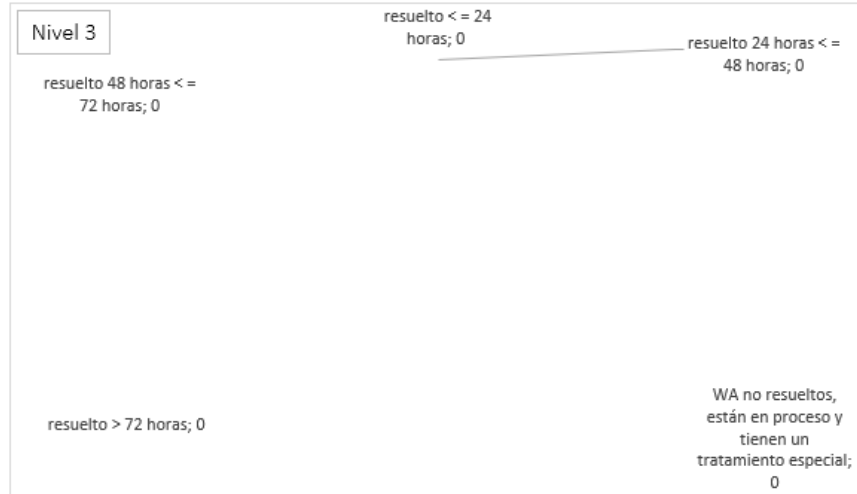 Nivel 3
resuelto < = 24
horas; 0
resuelto 24 horas < =
48 horas; 0
resuelto 48 horas < =
72 horas; 0
resuelto > 72 horas; 0
WA no resueltos,
están en proceso y
tienen un
tratamiento especial;
0